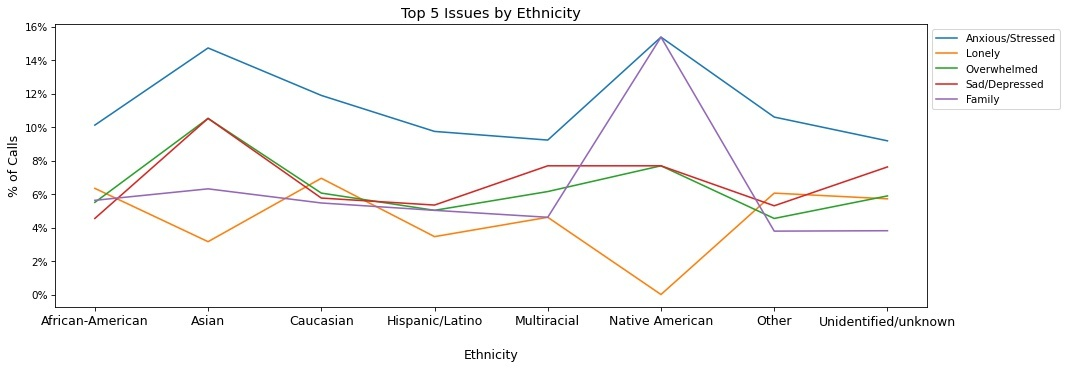 Top 5 Issues by Ethnicity
16%
14%
12%
10%
8%
6%
4%
2%
0%
% of Calls
African-American Asian Caucasian Hispanic/Latino Multiracial Native American Other Unidentified/unknown
Ethnicity
Anxious/Stressed
Lonely
Overwhelmed
Sad/Depressed
Family